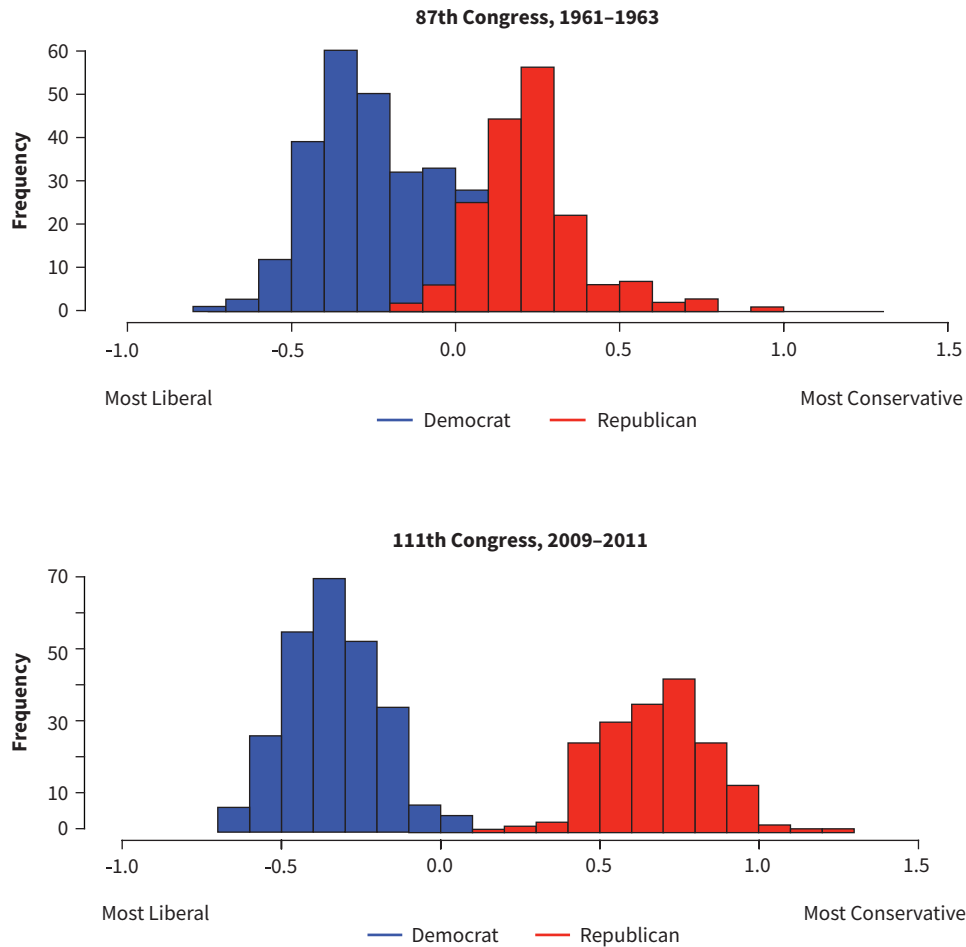 87th Congress, 1961–1963
Frequency
60
50
40
30
20
10
0
-1.0 -0.5 0.0 0.5 1.0 1.5
Most Liberal Most Conservative
Democrat Republican
111th Congress, 2009–2011
Frequency
70
50
30
10
0
-1.0 -0.5 0.0 0.5 1.0 1.5
Most Liberal Most Conservative
Democrat Republican